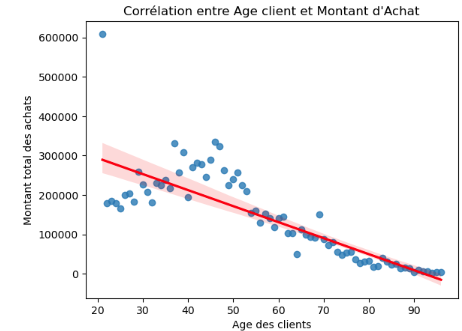 Corrélation entre Age client et Montant d'Achat
600000
500000
400000
300000
200000
100000
0
Montant total des achats
20 30 40 50 60 70 80 90
Age des clients